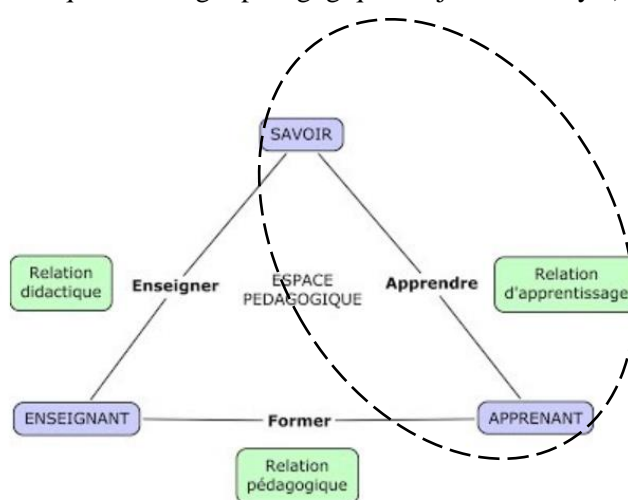 SAVOIR
Relation
didactique
Enseigner
ESPACE
PEDAGOGIQUE
Apprendre
Relation
d'apprentissage
ENSEIGNANT
Former
APPRENANT
Relation
pédagogique